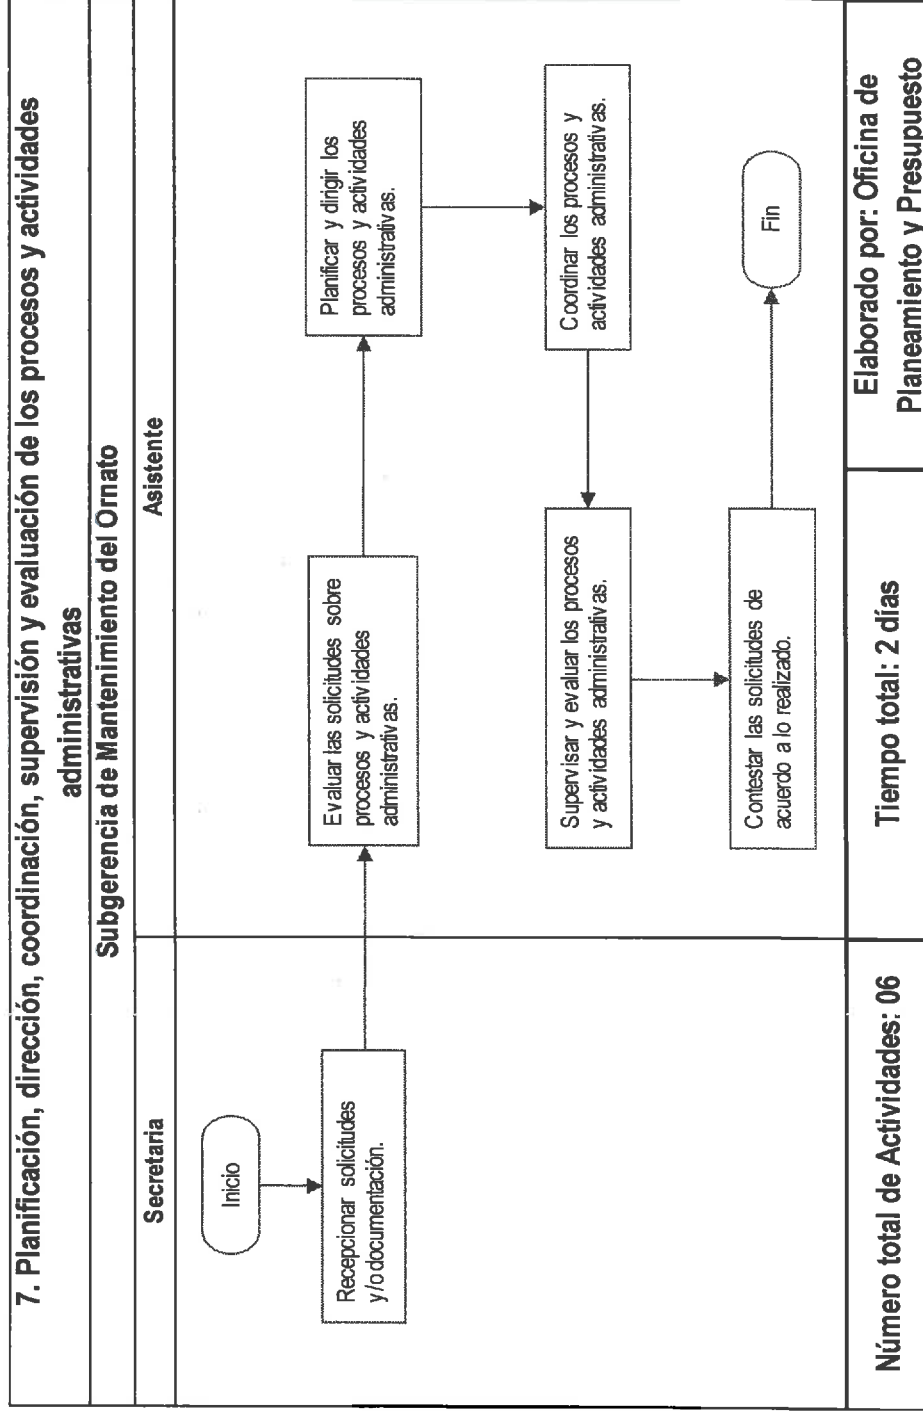 7. Planificación, dirección, coordinación, supervisión y evaluación de los procesos y actividades
administrativas
Subgerencia de Mantenimiento del Ornato
Secretaria
Asistente
Inicio
Recepcionar solicitudes
y/o documentación.
Evaluar las solicitudes sobre
procesos y actividades
administrativas.
Planificar y dirigir los
procesos y actividades
administrativas.
Coordinar los procesos y
actividades administrativas.
Supervisar y evaluar los procesos
y actividades administrativas.
Contestar las solicitudes de
acuerdo a lo realizado.
Fin
Número total de Actividades: 06
Tiempo total: 2 días
Elaborado por: Oficina de
Planeamiento y Presupuesto